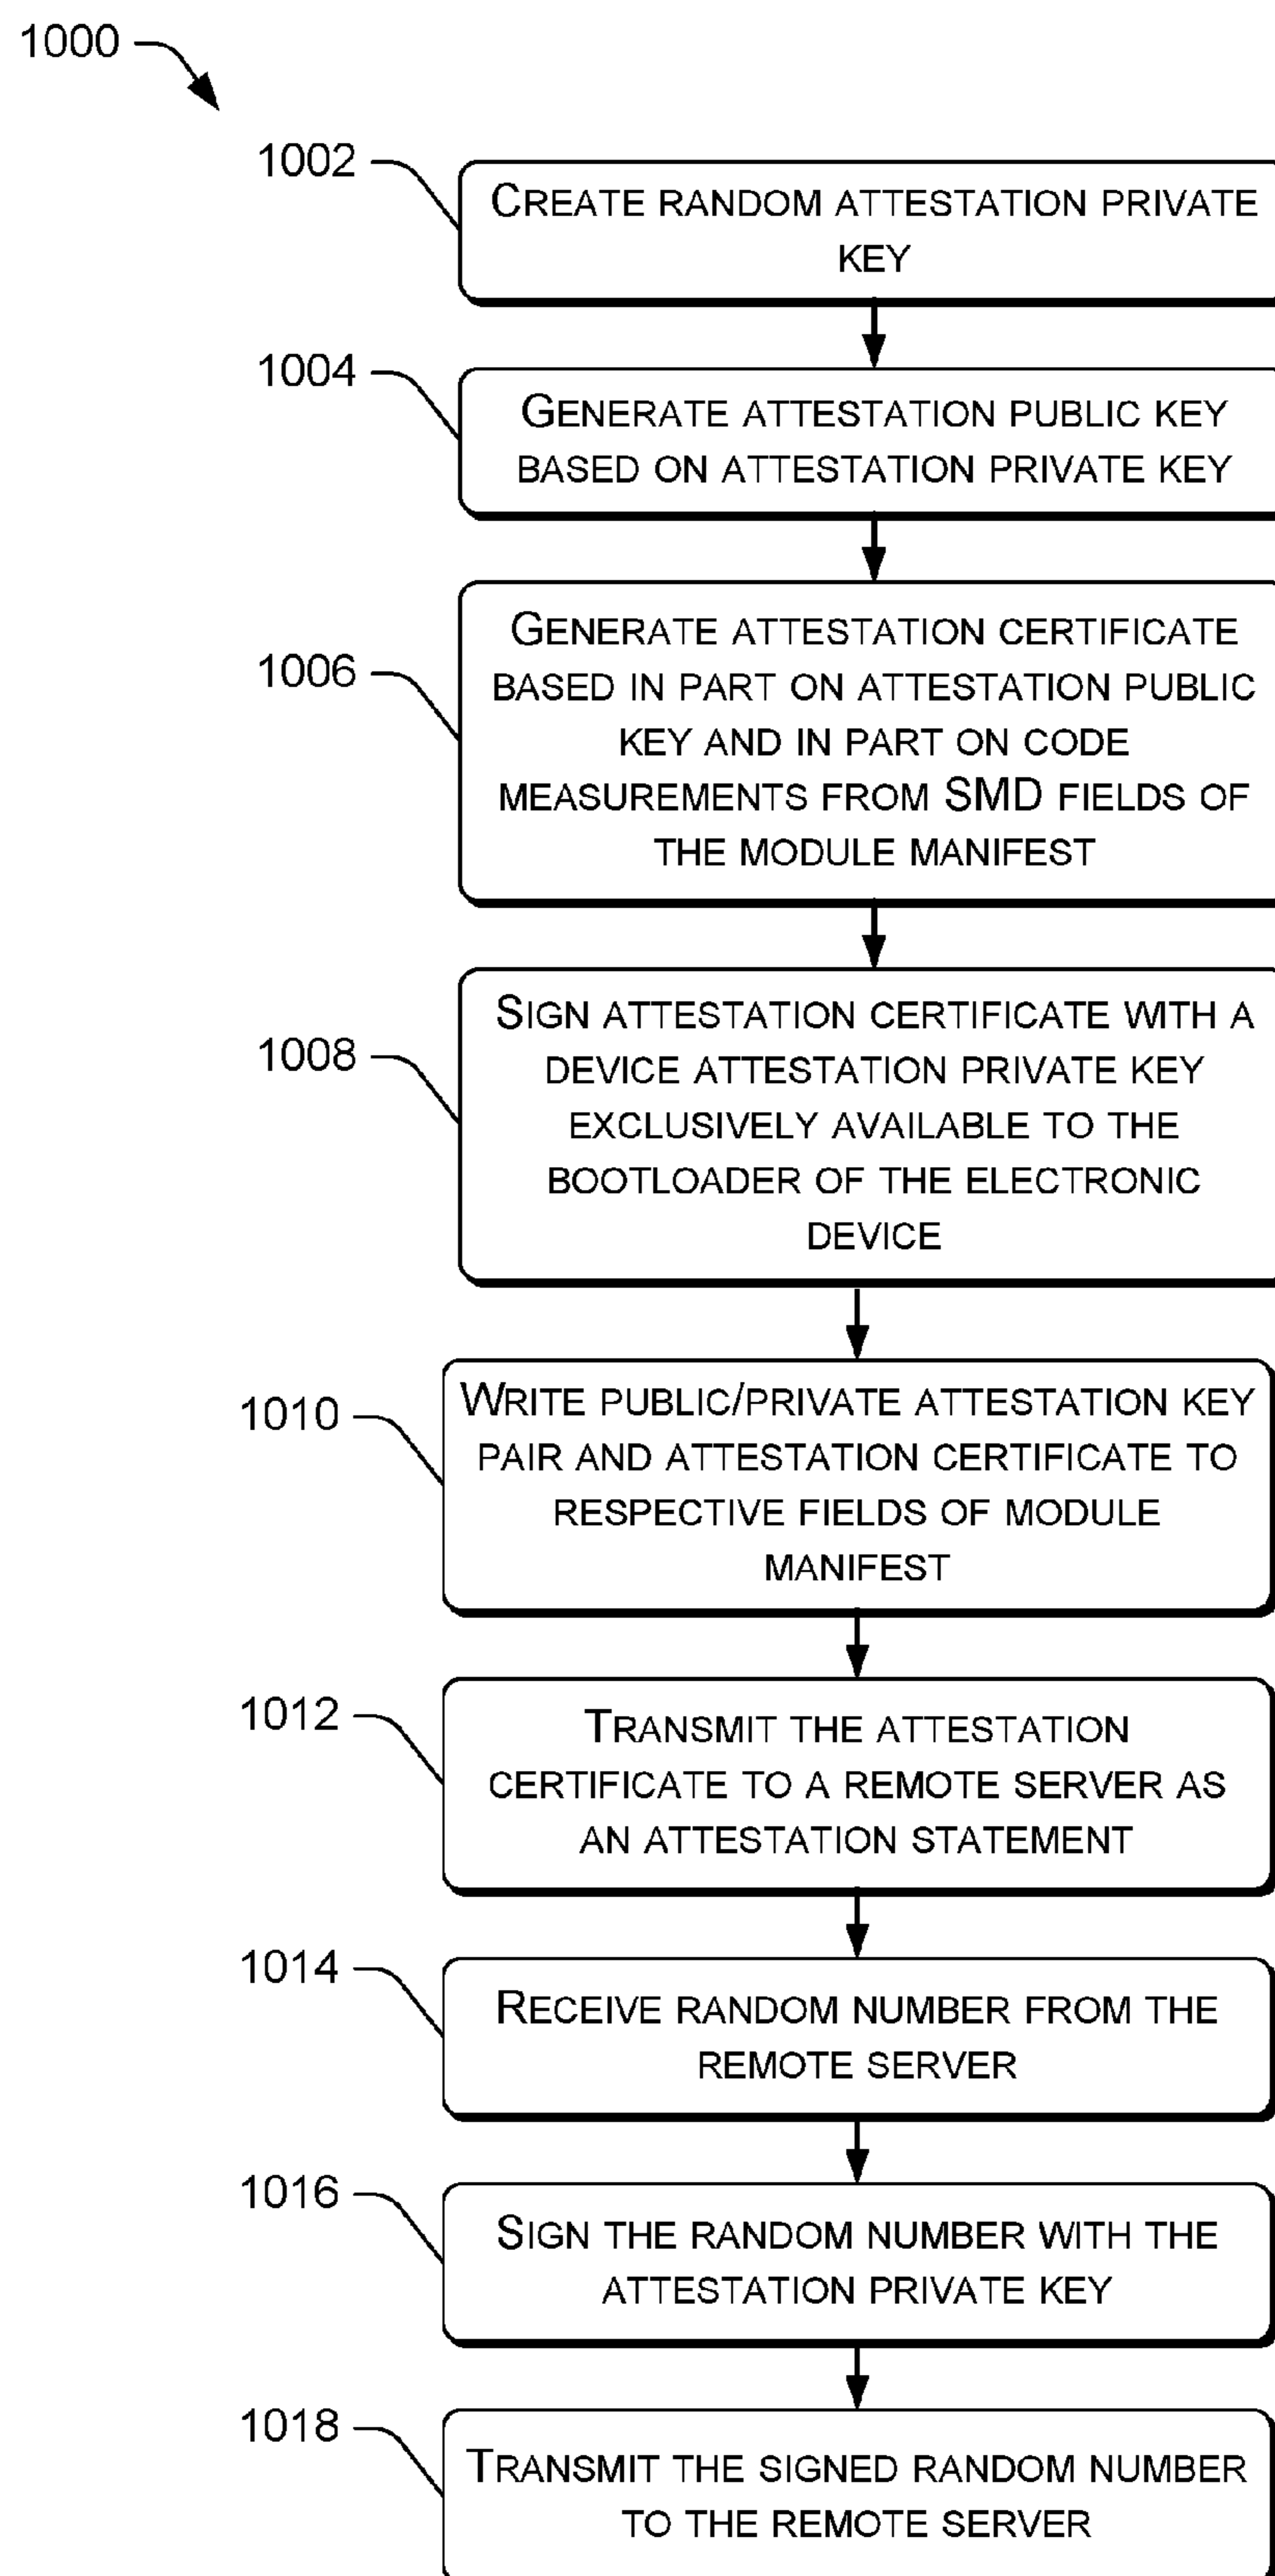 1000
1002
CREATE RANDOM ATTESTATION PRIVATE
KEY
1004
GENERATE ATTESTATION PUBLIC KEY
BASED ON ATTESTATION PRIVATE KEY
1006
GENERATE ATTESTATION CERTIFICATE
BASED IN PART ON ATTESTATION PUBLIC
KEY AND IN PART ON CODE
MEASUREMENTS FROM SMD FIELDS OF
THE MODULE MANIFEST
1008
SIGN ATTESTATION CERTIFICATE WITH A
DEVICE ATTESTATION PRIVATE KEY
EXCLUSIVELY AVAILABLE TO THE
BOOTLOADER OF THE ELECTRONIC
DEVICE
1010
WRITE PUBLIC/PRIVATE ATTESTATION KEY
PAIR AND ATTESTATION CERTIFICATE TO
RESPECTIVE FIELDS OF MODULE
MANIFEST
1012
TRANSMIT THE ATTESTATION
CERTIFICATE TO A REMOTE SERVER AS
AN ATTESTATION STATEMENT
1014
RECEIVE RANDOM NUMBER FROM THE
REMOTE SERVER
1016
SIGN THE RANDOM NUMBER WITH THE
ATTESTATION PRIVATE KEY
1018
TRANSMIT THE SIGNED RANDOM NUMBER
TO THE REMOTE SERVER